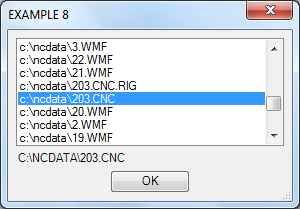 EXAMPLE 8
c:\ncdata\3.WMF
c:\ncdata\22.WMF
c:\ncdata\21.WMF
c:\ncdata\203.CNC.RIG
c:\ncdata\203.CNC
c:\ncdata\20.WMF
c:\ncdata\2.WMF
c:\ncdata\19.WMF
C:\NCDATA\203.CNC
OK